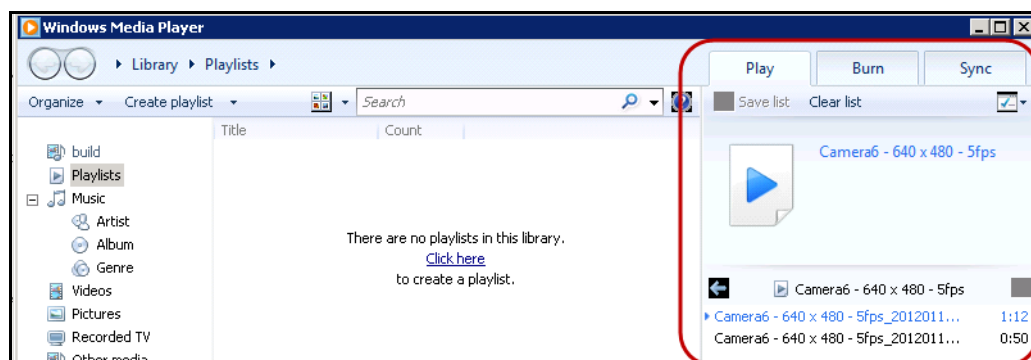 Windows Media Player
Library Playlists
Play Burn Sync
Organize Create playlist Search
Save list Clear list
Title Count
Camera6 - 640 x 480 - 5fps
build
Playlists
Music
Artist
Album
Genre
Videos
Pictures
Recorded TV
Other media
There are no playlists in this library.
Click here
to create a playlist.
Camera6 - 640 x 480 - 5fps
Camera6 - 640 x 480 - 5fps_2012011... 1:12
Camera6 - 640 x 480 - 5fps_2012011... 0:50